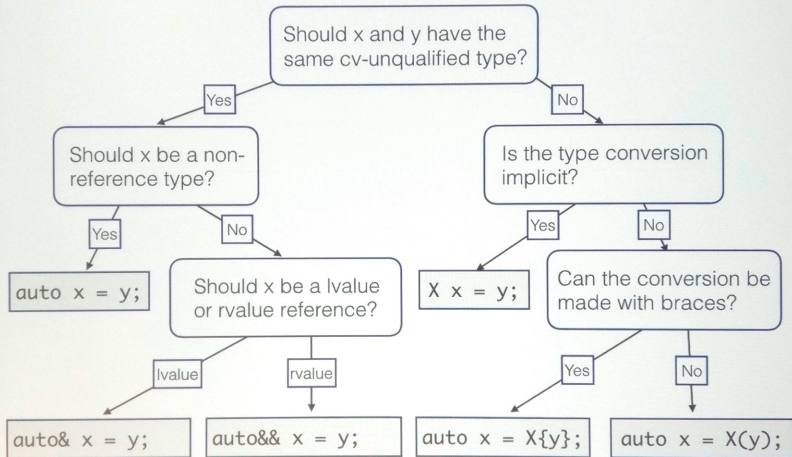 Should x and y have the
same cv-unqualified type?
Yes
No
Should x be a non-
reference type?
Is the type conversion
implicit?
Yes
No
Yes
No
auto x = y;
Should x be a lvalue
or rvalue reference?
X x = y;
Can the conversion be
made with braces?
lvalue
rvalue
Yes
No
auto& x = y;
auto&& x = y;
auto x = X{y};
auto x = X(y);